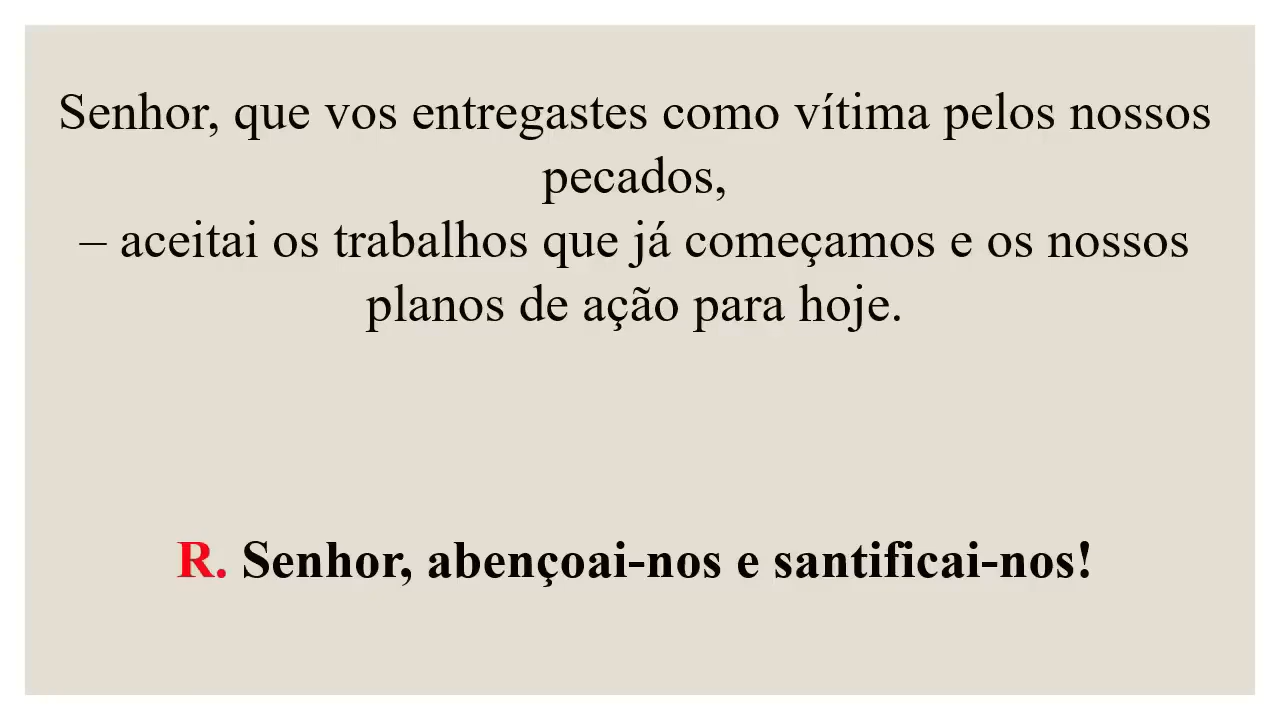 Senhor, que vos entregastes como vítima pelos nossos
pecados,
– aceitai os trabalhos que já começamos e os nossos
planos de ação para hoje.
R. Senhor, abençoai-nos e santificai-nos!